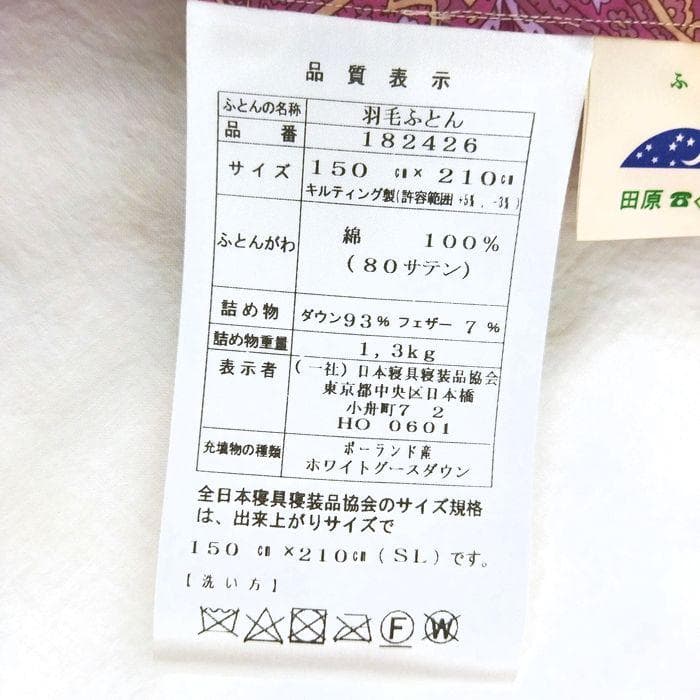 品質表示
ふとんの名称 羽毛ふとん
品番 182426
サイズ 150 cm×210cm
キルティング製(許容範囲 +5%、-3%)
ふとんがわ 綿 100%
(80サテン)
詰め物 ダウン93% フェザー 7%
詰め物重量 1,3kg
表示者 (一社)日本寝具寝装品協会
東京都中央区日本橋
小舟町7 2
HO 0601
充填物の種類 ポーランド産
ホワイトグースダウン
全日本寝具寝装品協会のサイズ規格
は、出来上がりサイズで
150 cm×210cm(SL)です。
【洗い方】
F W
ふ
田原 ☎